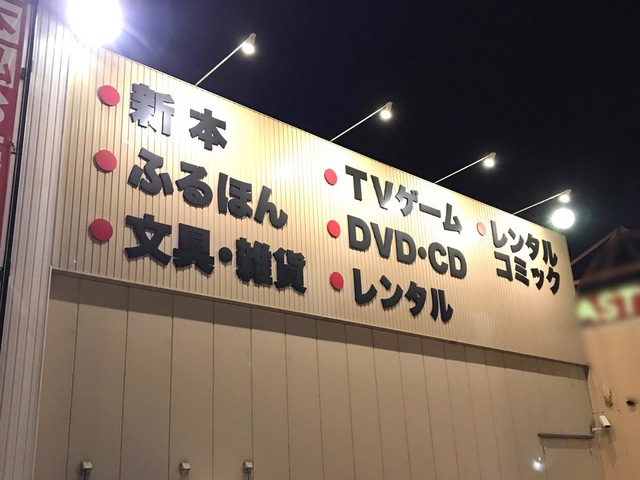 新本
ふるほん
文具・雑貨
TVゲーム
DVD・CD
レンタル
レンタル
コミック